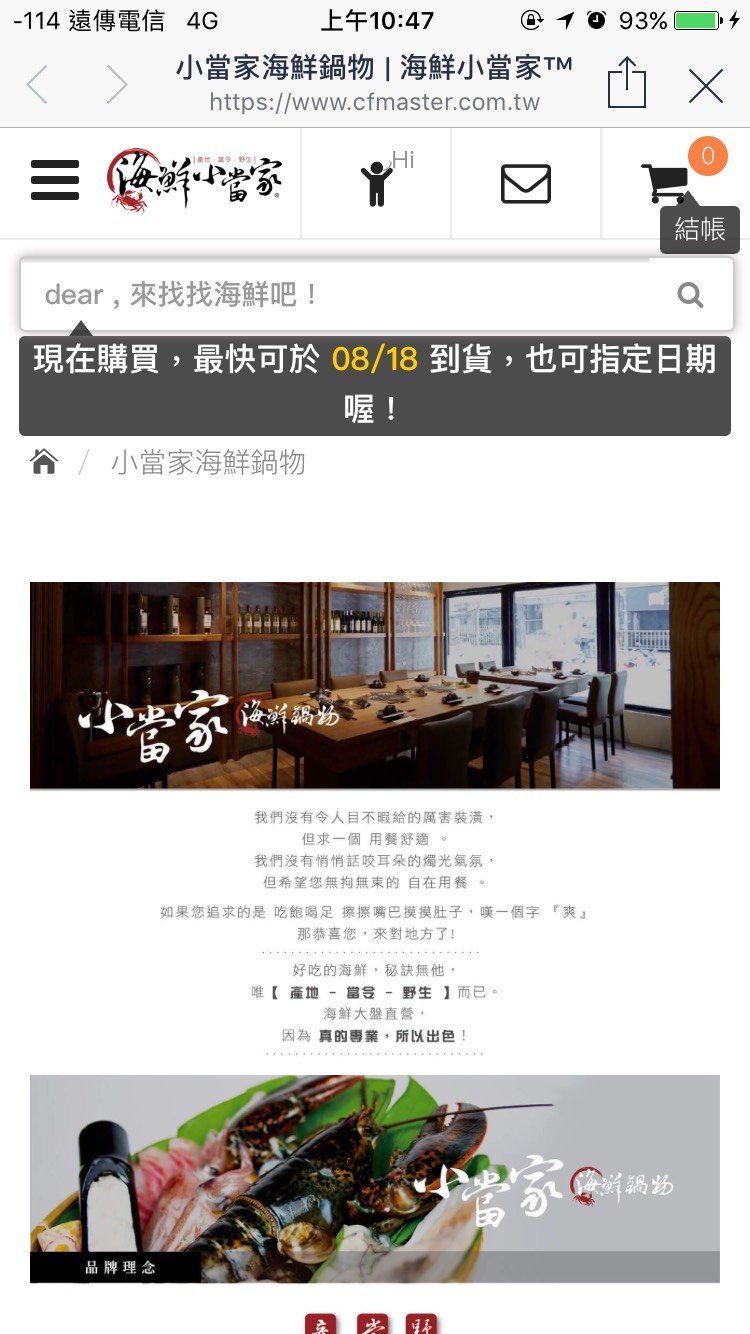 -114 遠傳電信 4G 上午10:47 93%
小當家海鮮鍋物 | 海鮮小當家™
https://www.cfmaster.com.tw
產地．當令．野生
海鮮小當家®
Hi
0
結帳
dear，來找找海鮮吧！
現在購買，最快可於 08/18 到貨，也可指定日期
喔！
/ 小當家海鮮鍋物
小當家 海鮮鍋物
我們沒有令人目不暇給的厲害裝潢，
但求一個 用餐舒適 。
我們沒有悄悄話咬耳朵的燭光氣氛，
但希望您無拘無束的 自在用餐 。
如果您追求的是 吃飽喝足 擦擦嘴巴摸摸肚子，嘆一個字 『爽』
那恭喜您，來對地方了!
好吃的海鮮，秘訣無他，
唯【 產地 - 當令 - 野生 】而已。
海鮮大盤直營，
因為 真的專業，所以出色！
小當家 海鮮鍋物
品牌理念